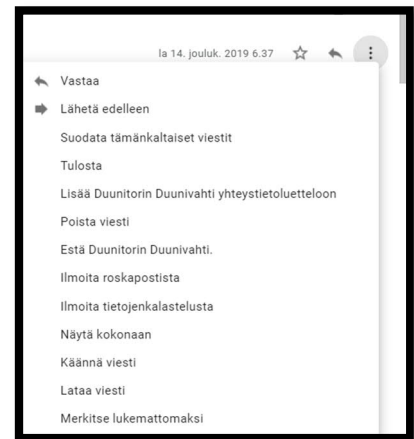 la 14. jouluk. 2019 6.37
Vastaa
Lähetä edelleen
Suodata tämänkaltaiset viestit
Tulosta
Lisää Duunitorin Duunivahti yhteystietoluetteloon
Poista viesti
Estä Duunitorin Duunivahti.
Ilmoita roskapostista
Ilmoita tietojenkalastelusta
Näytä kokonaan
Käännä viesti
Lataa viesti
Merkitse lukemattomaksi